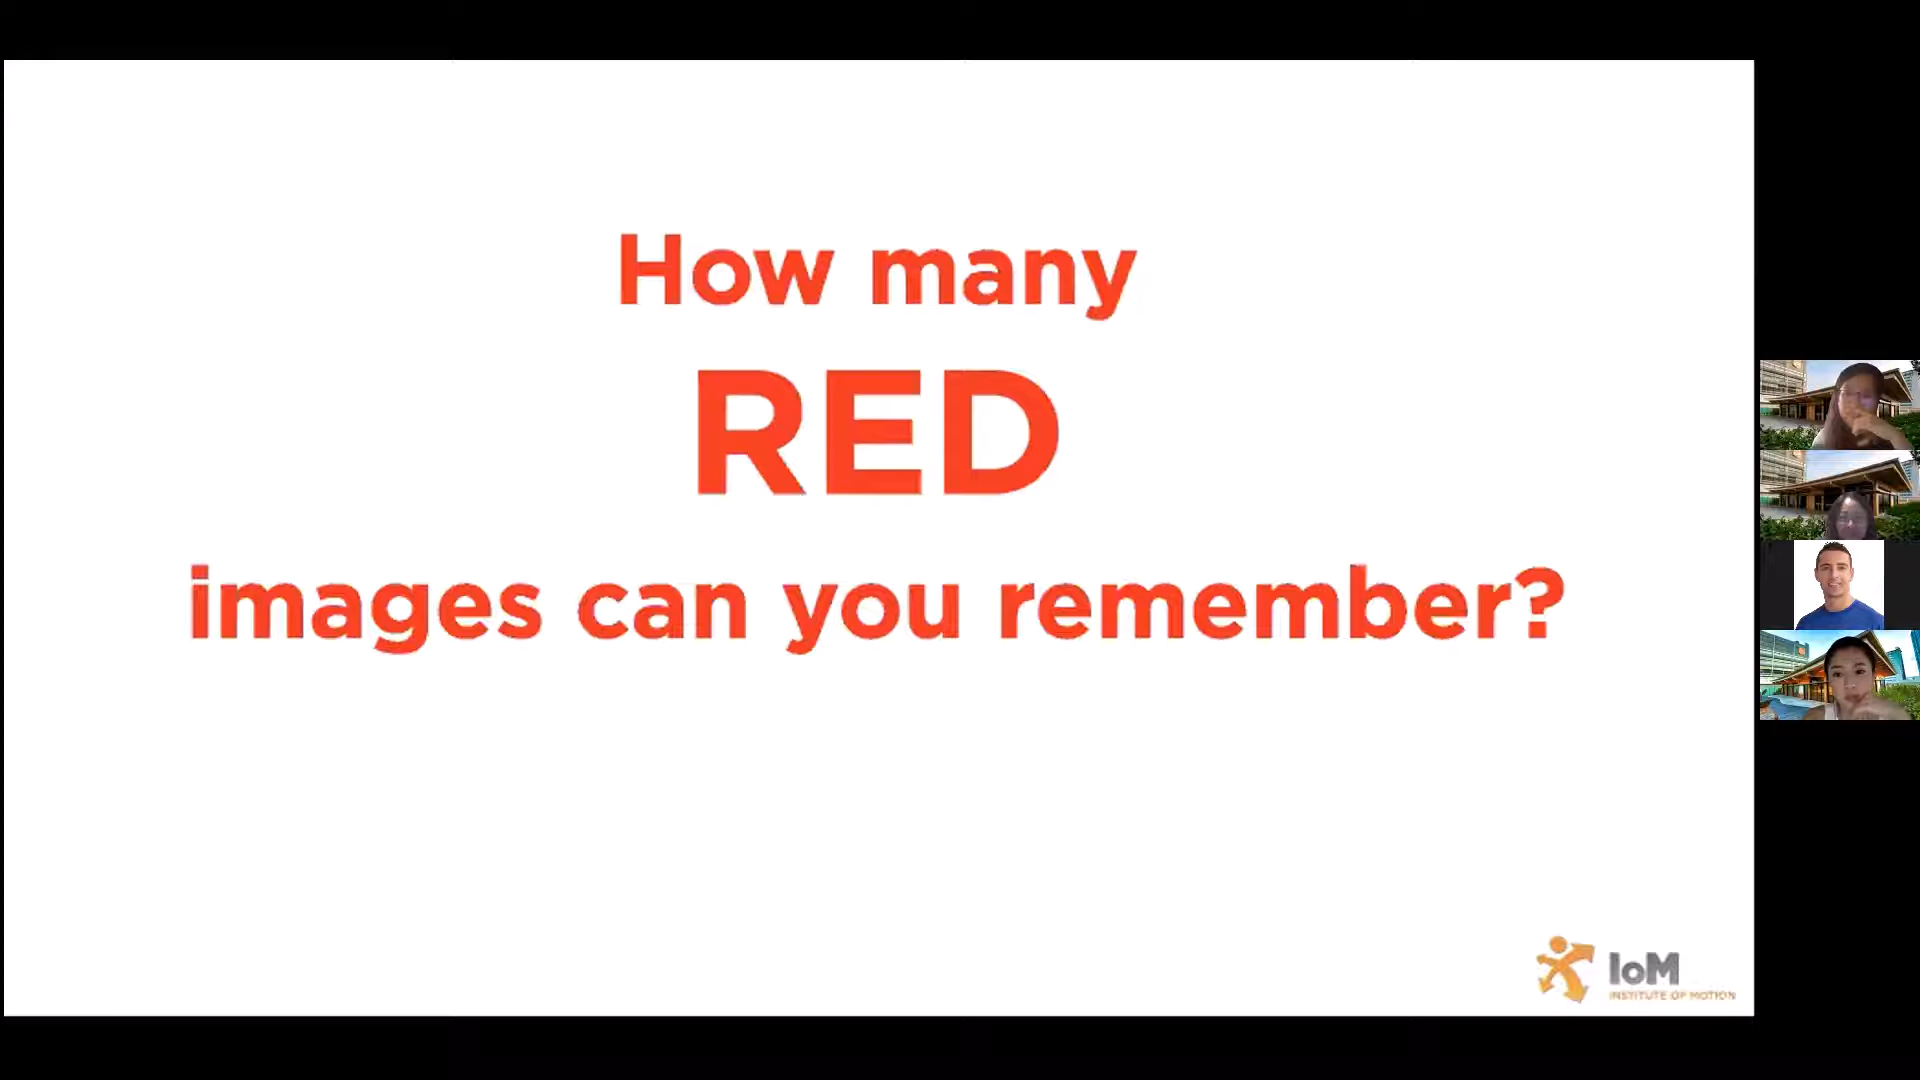 How many
RED
images can you remember?
IoM
INSTITUTE OF MOTION